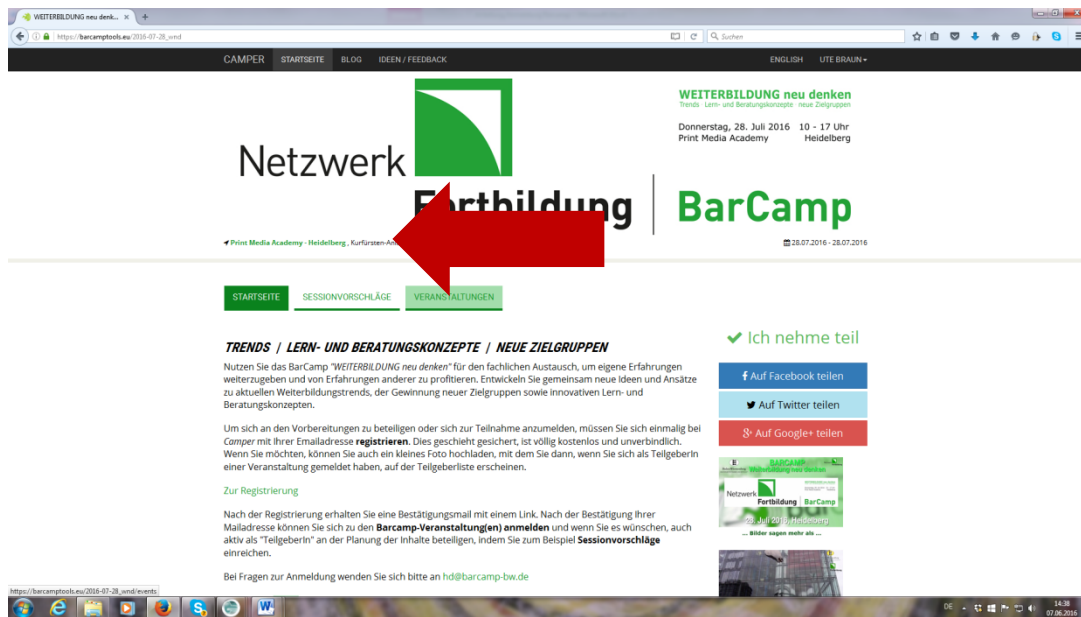 WEITERBILDUNG neu denk...
https://barcamptools.eu/2016-07-28_wnd
Suchen
CAMPER STARTSEITE BLOG IDEEN / FEEDBACK ENGLISH UTE BRAUN
WEITERBILDUNG neu denken
Trends Lern- und Beratungskonzepte neue Zielgruppen
Donnerstag, 28. Juli 2016 10 - 17 Uhr
Print Media Academy Heidelberg
Netzwerk
Fortbildung BarCamp
Print Media Academy - Heidelberg , Kurfürsten-An
28.07.2016 - 28.07.2016
STARTSEITE SESSIONVORSCHLÄGE VERANSTALTUNGEN
TRENDS | LERN- UND BERATUNGSKONZEPTE | NEUE ZIELGRUPPEN
Nutzen Sie das BarCamp "WEITERBILDUNG neu denken" für den fachlichen Austausch, um eigene Erfahrungen
weiterzugeben und von Erfahrungen anderer zu profitieren. Entwickeln Sie gemeinsam neue Ideen und Ansätze
zu aktuellen Weiterbildungstrends, der Gewinnung neuer Zielgruppen sowie innovativen Lern- und
Beratungskonzepten.
Um sich an den Vorbereitungen zu beteiligen oder sich zur Teilnahme anzumelden, müssen Sie sich einmalig bei
Camper mit Ihrer Emailadresse registrieren. Dies geschieht gesichert, ist völlig kostenlos und unverbindlich.
Wenn Sie möchten, können Sie auch ein kleines Foto hochladen, mit dem Sie dann, wenn Sie sich als TeilgeberIn
einer Veranstaltung gemeldet haben, auf der Teilgeberliste erscheinen.
Zur Registrierung
Nach der Registrierung erhalten Sie eine Bestätigungsmail mit einem Link. Nach der Bestätigung Ihrer
Mailadresse können Sie sich zu den Barcamp-Veranstaltung(en) anmelden und wenn Sie es wünschen, auch
aktiv als "TeilgeberIn" an der Planung der Inhalte beteiligen, indem Sie zum Beispiel Sessionvorschläge
einreichen.
Bei Fragen zur Anmeldung wenden Sie sich bitte an hd@barcamp-bw.de
Ich nehme teil
Auf Facebook teilen
Auf Twitter teilen
Auf Google+ teilen
BARCAMP
Weiterbildung neu denken
Netzwerk
Fortbildung BarCamp
28. Juli 2016, Heidelberg
... Bilder sagen mehr als ...
https://barcamptools.eu/2016-07-28_wnd/events
DE
14:38
07.06.2016